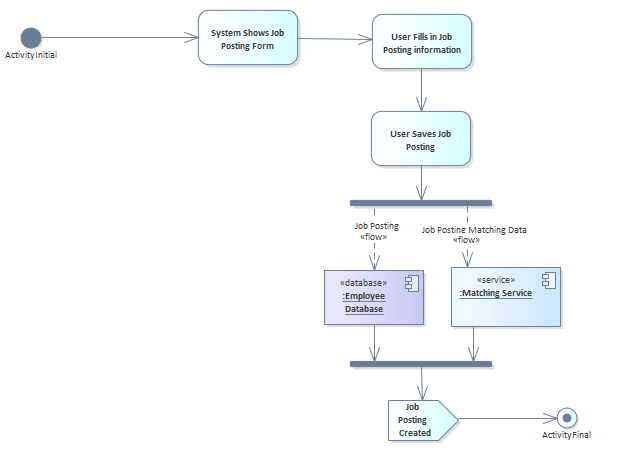 System Shows Job
Posting Form
User Fills in Job
Posting information
ActivityInitial
User Saves Job
Posting
Job Posting
«flow»
Job Posting Matching Data
«flow»
«database»
:Employee
Database
«service»
:Matching Service
Job
Posting
Created
ActivityFinal